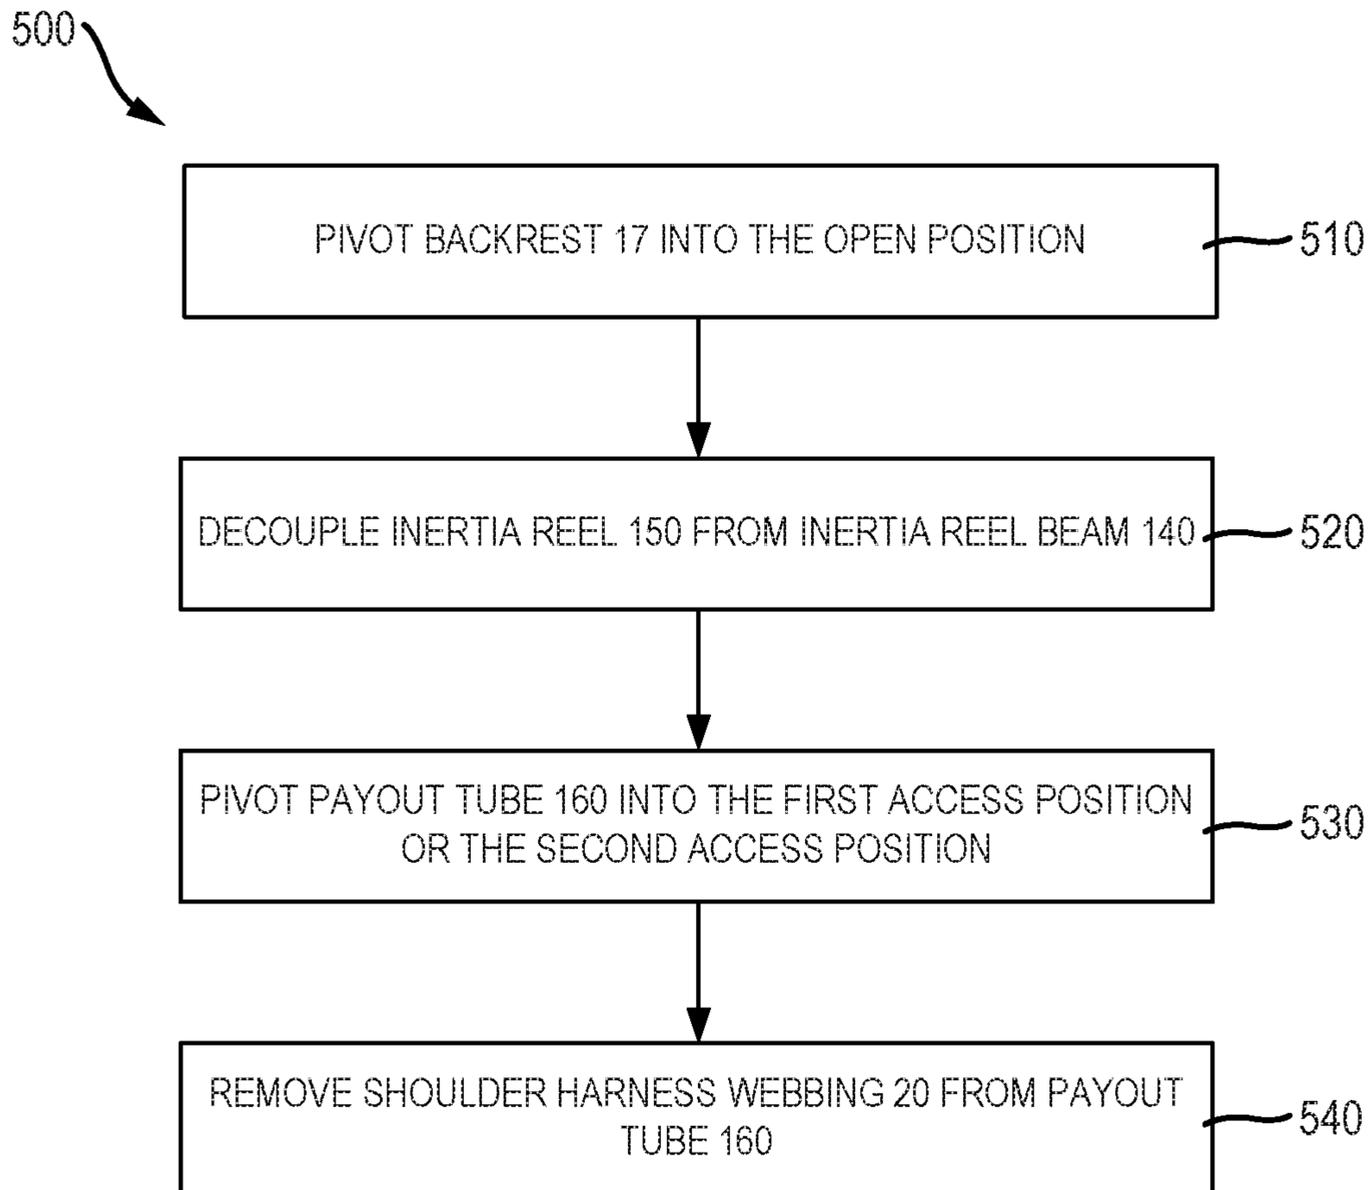 500
PIVOT BACKREST 17 INTO THE OPEN POSITION
510
DECOUPLE INERTIA REEL 150 FROM INERTIA REEL BEAM 140
520
PIVOT PAYOUT TUBE 160 INTO THE FIRST ACCESS POSITION
OR THE SECOND ACCESS POSITION
530
REMOVE SHOULDER HARNESS WEBBING 20 FROM PAYOUT
TUBE 160
540